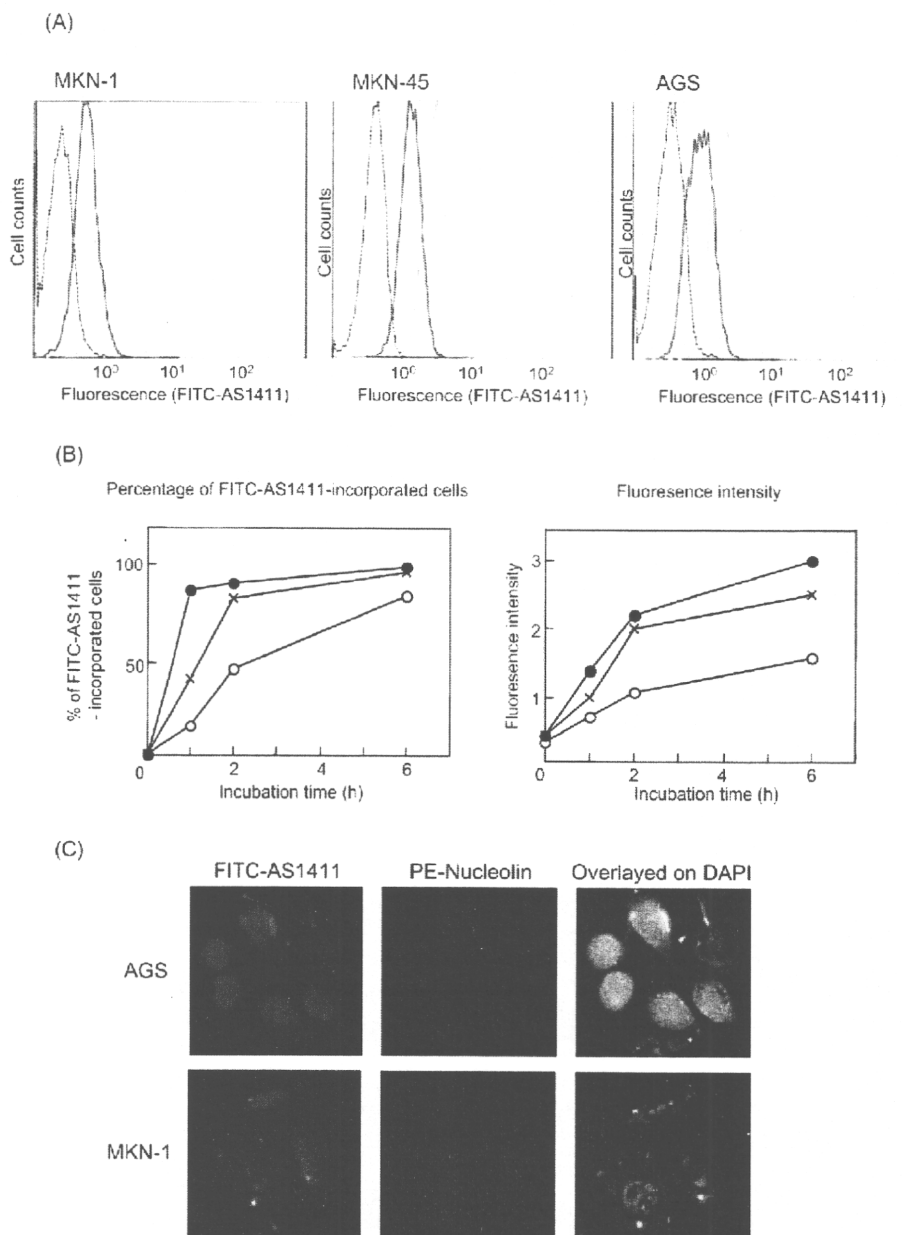 (A)
MKN-1
MKN-45
AGS
Cell counts
Cell counts
Cell counts
10⁰ 10¹ 10²
10⁰ 10¹ 10²
10⁰ 10¹ 10²
Fluorescence (FITC-AS1411)
Fluorescence (FITC-AS1411)
Fluorescence (FITC-AS1411)
(B)
Percentage of FITC-AS1411-incorporated cells
Fluoresence intensity
% of FITC-AS1411
- incorporated cells
100
50
0 2 4 6
Incubation time (h)
Fluoresence intensity
3
2
1
0 2 4 6
Incubation time (h)
(C)
FITC-AS1411
PE-Nucleolin
Overlayed on DAPI
AGS
MKN-1